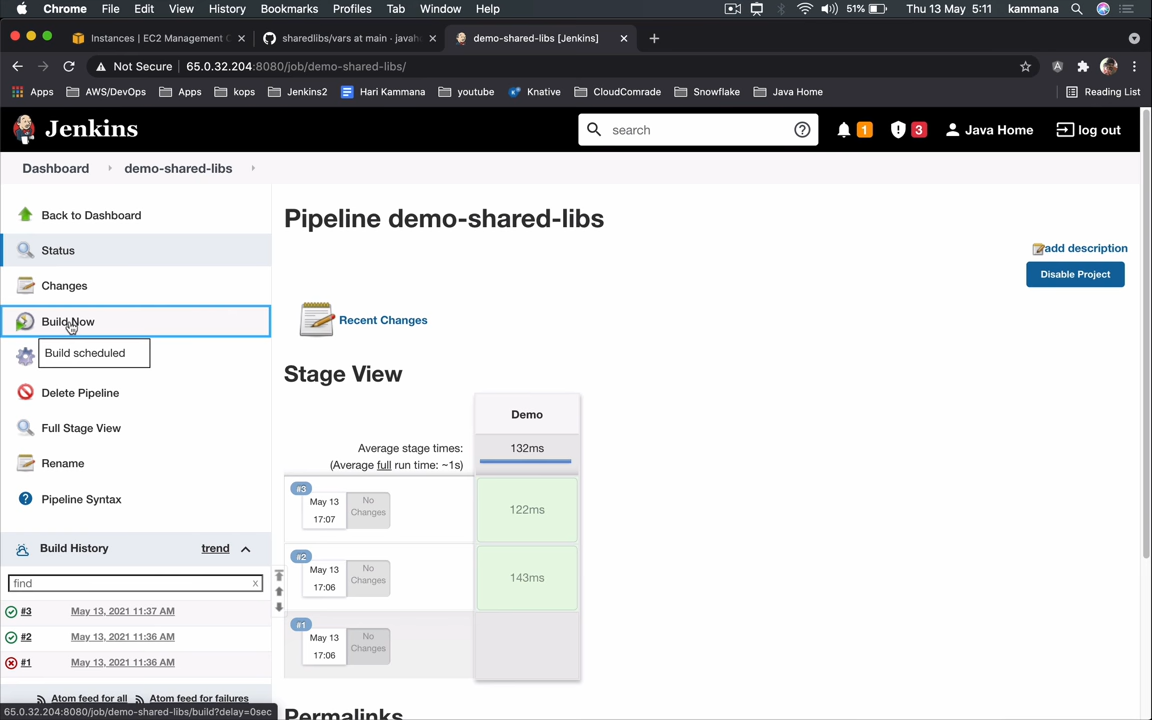 Chrome File Edit View History Bookmarks Profiles Tab Window Help 51% Thu 13 May 5:11 kammana
Instances | EC2 Management C sharedlibs/vars at main · javaho demo-shared-libs [Jenkins]
Not Secure 65.0.32.204:8080/job/demo-shared-libs/
Apps AWS/DevOps Apps kops Jenkins2 Hari Kammana youtube Knative CloudComrade Snowflake Java Home Reading List
Jenkins search 1 3 Java Home log out
Dashboard demo-shared-libs
Back to Dashboard
Status
Changes
Build Now
Build scheduled
Delete Pipeline
Full Stage View
Rename
Pipeline Syntax
Build History trend
find x
#3 May 13, 2021 11:37 AM
#2 May 13, 2021 11:36 AM
#1 May 13, 2021 11:36 AM
Atom feed for all Atom feed for failures
65.0.32.204:8080/job/demo-shared-libs/build?delay=0sec
Pipeline demo-shared-libs
add description
Disable Project
Recent Changes
Stage View
Demo
Average stage times: 132ms
(Average full run time: ~1s)
#3
May 13 No
17:07 Changes
122ms
#2
May 13 No
17:06 Changes
143ms
#1
May 13 No
17:06 Changes
Permalinks